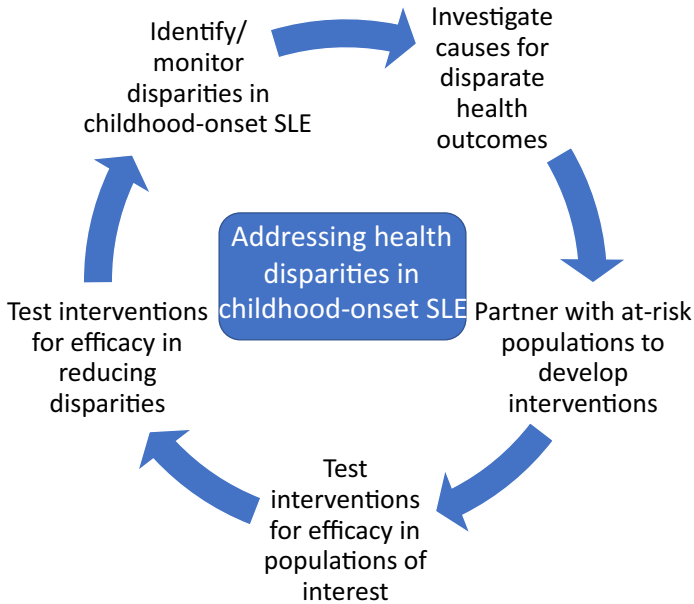 Identify/
monitor
disparities in
childhood-onset SLE
Investigate
causes for
disparate
health
outcomes
Addressing health
disparities in
childhood-onset SLE
Partner with at-risk
populations to
develop
interventions
Test
interventions
for efficacy in
populations of
interest
Test interventions
for efficacy in
reducing
disparities